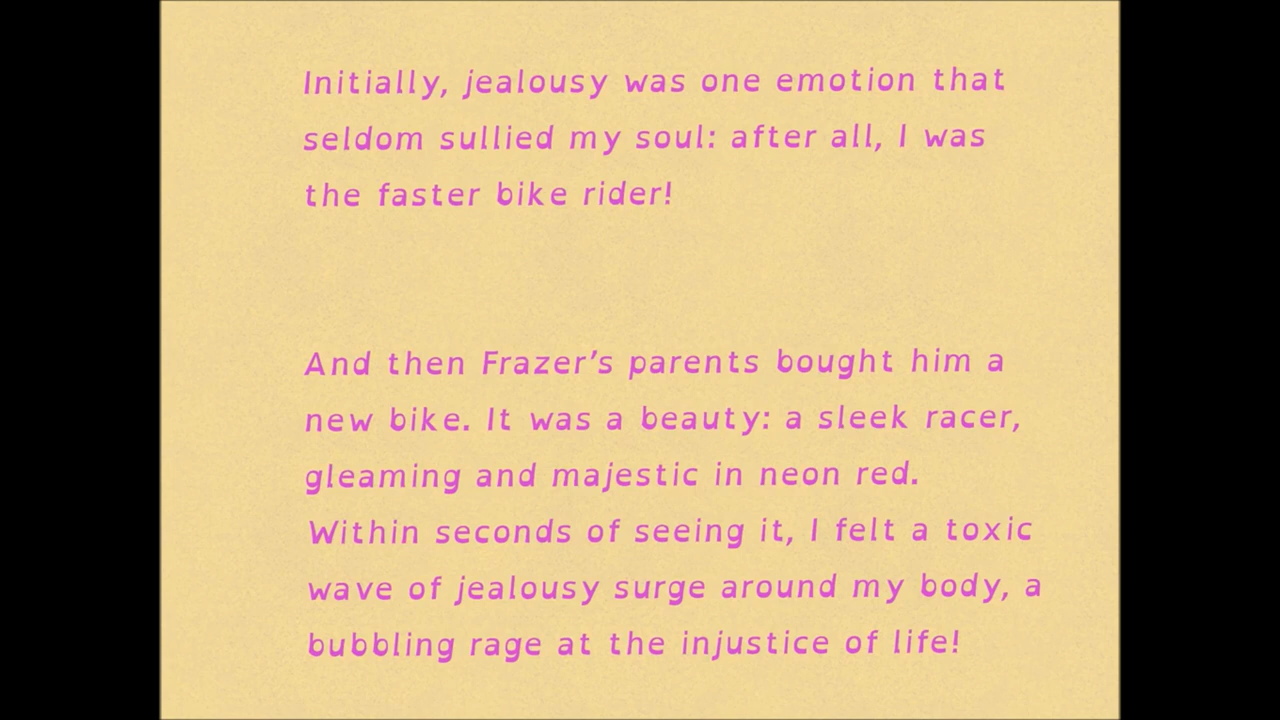 Initially, jealousy was one emotion that
seldom sullied my soul: after all, I was
the faster bike rider!
And then Frazer’s parents bought him a
new bike. It was a beauty: a sleek racer,
gleaming and majestic in neon red.
Within seconds of seeing it, I felt a toxic
wave of jealousy surge around my body, a
bubbling rage at the injustice of life!